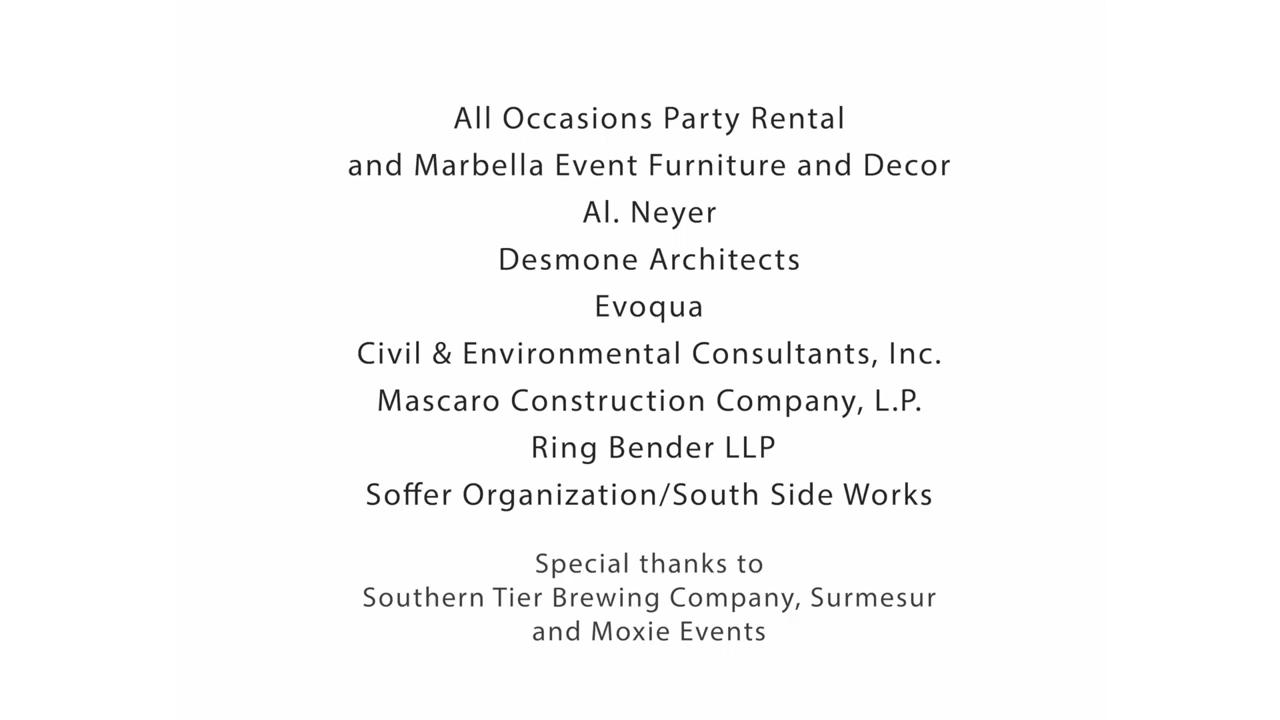 All Occasions Party Rental
and Marbella Event Furniture and Decor
Al. Neyer
Desmone Architects
Evoqua
Civil & Environmental Consultants, Inc.
Mascaro Construction Company, L.P.
Ring Bender LLP
Soffer Organization/South Side Works
Special thanks to
Southern Tier Brewing Company, Surmesur
and Moxie Events